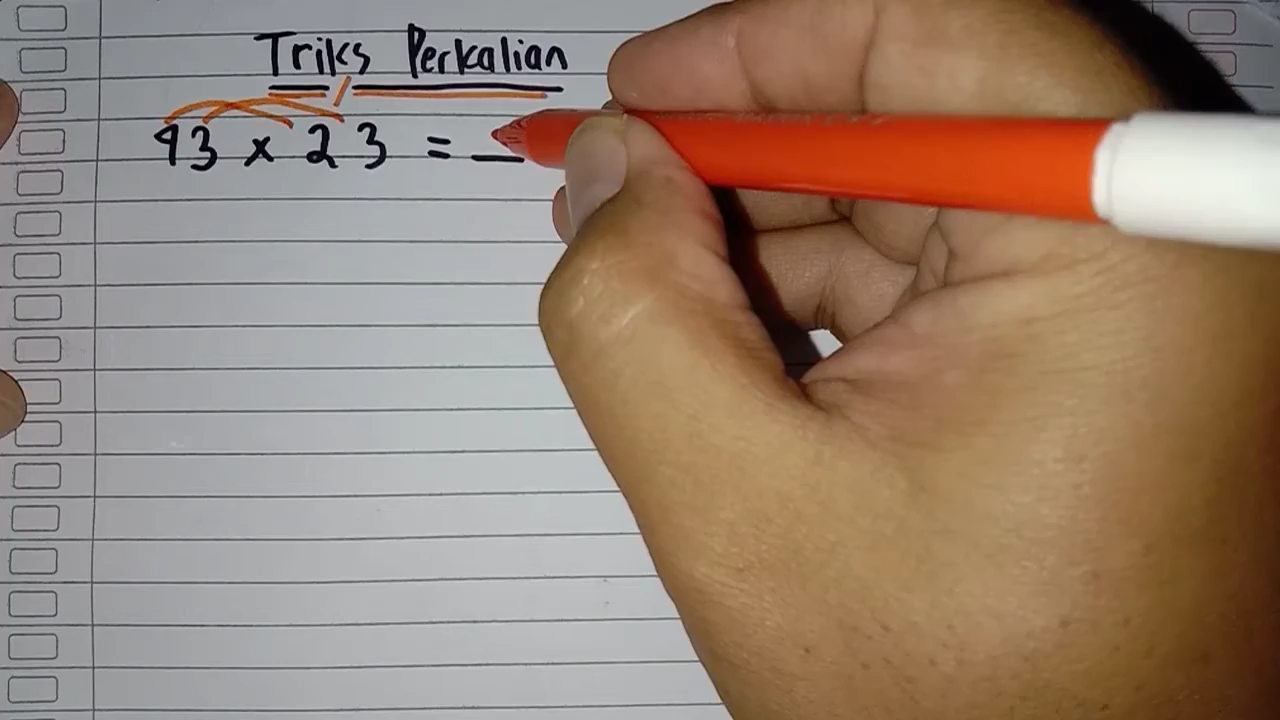 Triks Perkalian
93 x 23 = _